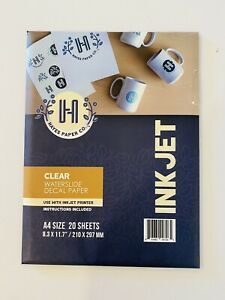 HAYES PAPER CO.
H
CLEAR
WATERSLIDE
DECAL PAPER
USE WITH INKJET PRINTER
INSTRUCTIONS INCLUDED
A4 SIZE 20 SHEETS
8.3 X 11.7" / 210 X 297 MM
INKJET